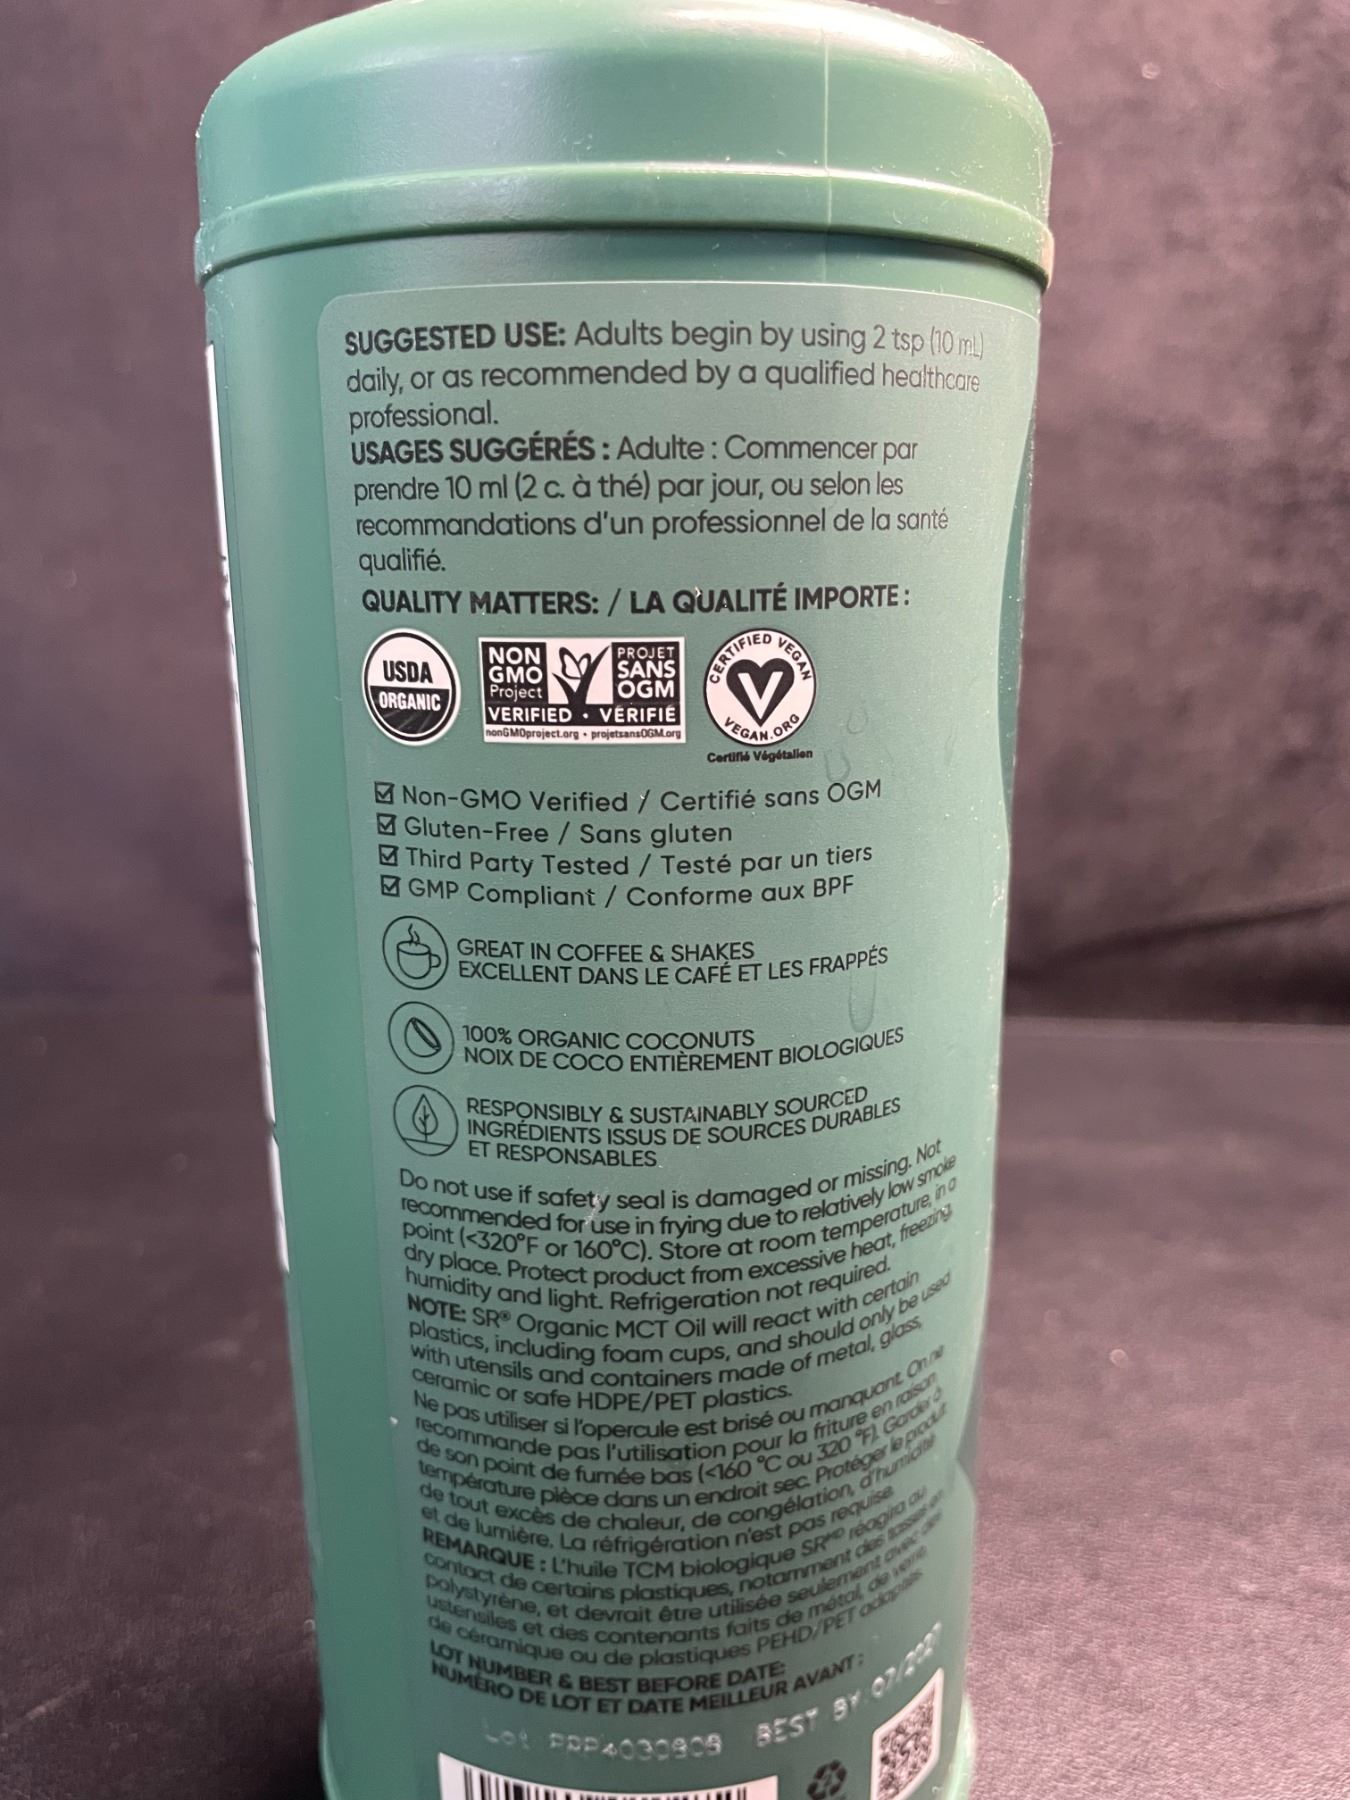 SUGGESTED USE: Adults begin by using 2 tsp (10 mL)
daily, or as recommended by a qualified healthcare
professional.
USAGES SUGGÉRÉS : Adulte : Commencer par
prendre 10 ml (2 c. à thé) par jour, ou selon les
recommandations d'un professionnel de la santé
qualifié.
QUALITY MATTERS: / LA QUALITÉ IMPORTE :
USDA
ORGANIC
NON
GMO
Project
PROJET
SANS
OGM
VERIFIED • VÉRIFIÉ
nonGMOproject.org • projetsansOGM.org
CERTIFIED VEGAN
V
VEGAN.ORG
Certifié Végétalien
☑ Non-GMO Verified / Certifié sans OGM
☑ Gluten-Free / Sans gluten
☑ Third Party Tested / Testé par un tiers
☑ GMP Compliant / Conforme aux BPF
GREAT IN COFFEE & SHAKES
EXCELLENT DANS LE CAFÉ ET LES FRAPPÉS
100% ORGANIC COCONUTS
NOIX DE COCO ENTIÈREMENT BIOLOGIQUES
RESPONSIBLY & SUSTAINABLY SOURCED
INGRÉDIENTS ISSUS DE SOURCES DURABLES
ET RESPONSABLES
Do not use if safety seal is damaged or missing. Not
recommended for use in frying due to relatively low smoke
point (<320°F or 160°C). Store at room temperature, in a
dry place. Protect product from excessive heat, freezing,
humidity and light. Refrigeration not required.
NOTE: SR® Organic MCT Oil will react with certain
plastics, including foam cups, and should only be used
with utensils and containers made of metal, glass,
ceramic or safe HDPE/PET plastics.
Ne pas utiliser si l'opercule est brisé ou manquant. On ne
recommande pas l'utilisation pour la friture en raison
de son point de fumée bas (<160 °C ou 320 °F). Garder à
température pièce dans un endroit sec. Protéger le produit
de tout excès de chaleur, de congélation, d'humidité
et de lumière. La réfrigération n'est pas requise.
REMARQUE : L'huile TCM biologique SRᴹᴰ réagira au
contact de certains plastiques, notamment des tasses en
polystyrène, et devrait être utilisée seulement avec des
ustensiles et des contenants faits de métal, de verre,
de céramique ou de plastiques PEHD/PET adaptés.
LOT NUMBER & BEST BEFORE DATE:
NUMÉRO DE LOT ET DATE MEILLEUR AVANT :
Lot PRP4030808 BEST BY 07/2027